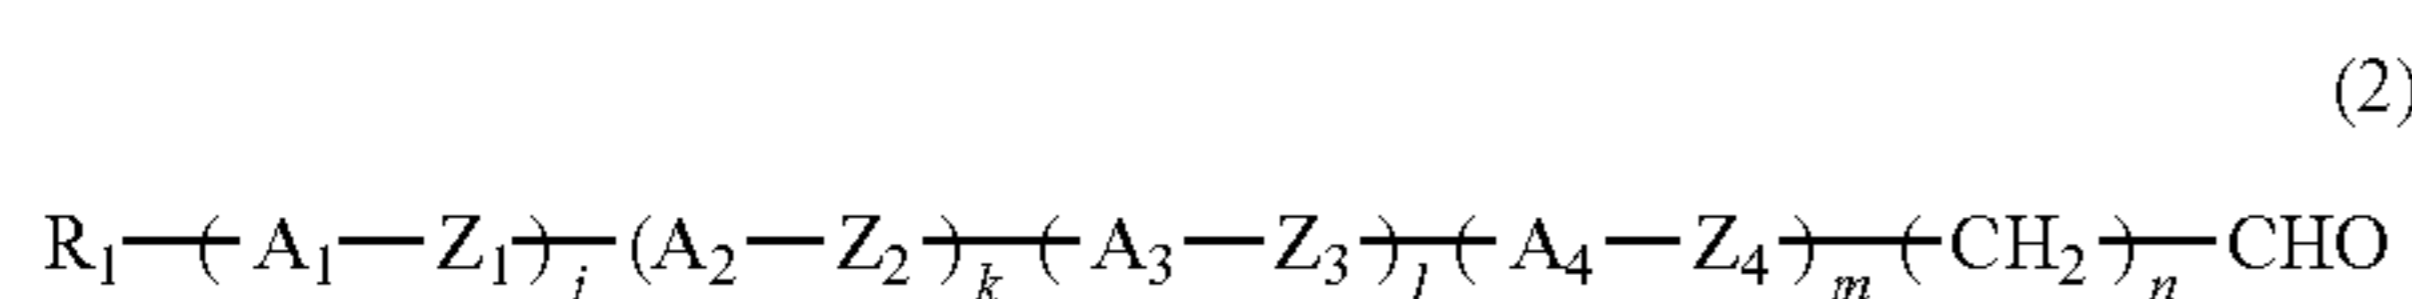 (2)
R₁—(A₁—Z₁)ⱼ—(A₂—Z₂)ₖ—(A₃—Z₃)ₗ—(A₄—Z₄)ₘ—(CH₂)ₙ—CHO